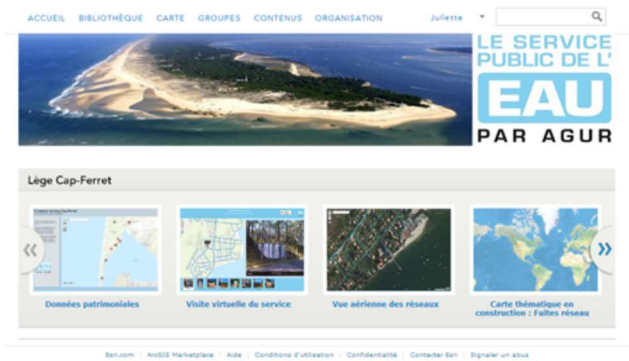 ACCUEIL BIBLIOTHÈQUE CARTE GROUPES CONTENUS ORGANISATION Juliette
LE SERVICE
PUBLIC DE L'
EAU
PAR AGUR
Lège Cap-Ferret
Données patrimoniales
Visite virtuelle du service
Vue aérienne des réseaux
Carte thématique en
construction : Fuites réseau
Esri.com | ArcGIS Marketplace | Aide | Conditions d'utilisation | Confidentialité | Contacter Esri | Signaler un abus